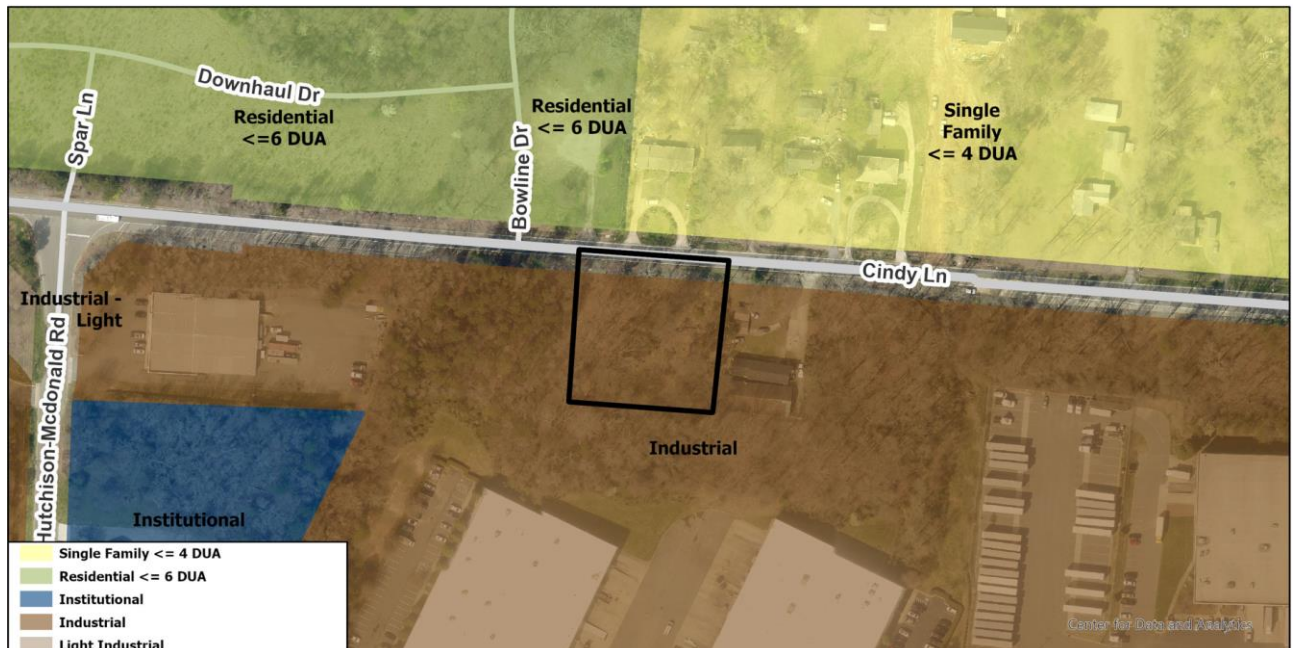 Downhaul Dr
Spar Ln
Residential
<=6 DUA
Residential
<= 6 DUA
Single
Family
<= 4 DUA
Bowline Dr
Cindy Ln
Industrial -
Light
Hutchison-Mcdonald Rd
Industrial
Institutional
Single Family <= 4 DUA
Residential <= 6 DUA
Institutional
Industrial
Light Industrial
Center for Data and Analytics